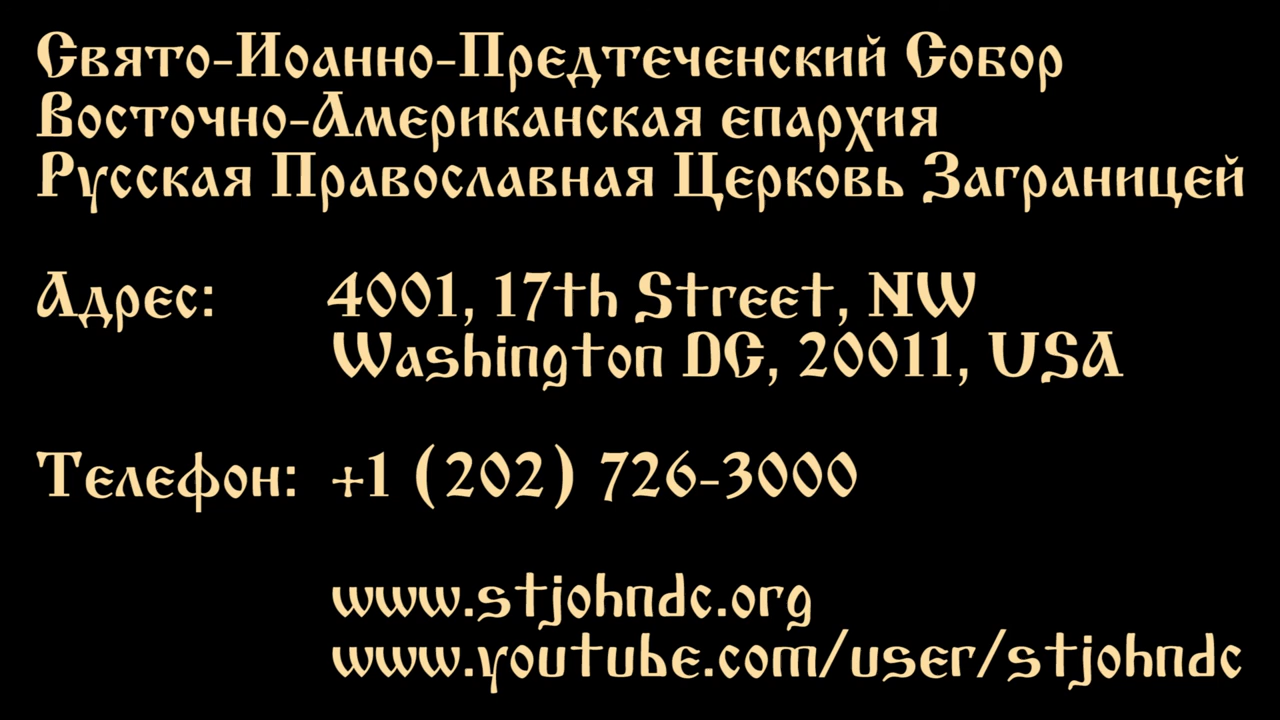 Свято-Иоанно-Предтеченский Собор
Восточно-Американская епархия
Русская Православная Церковь Заграницей
Адрес: 4001, 17th Street, NW
Washington DC, 20011, USA
Телефон: +1 (202) 726-3000
www.stjohndc.org
www.youtube.com/user/stjohndc